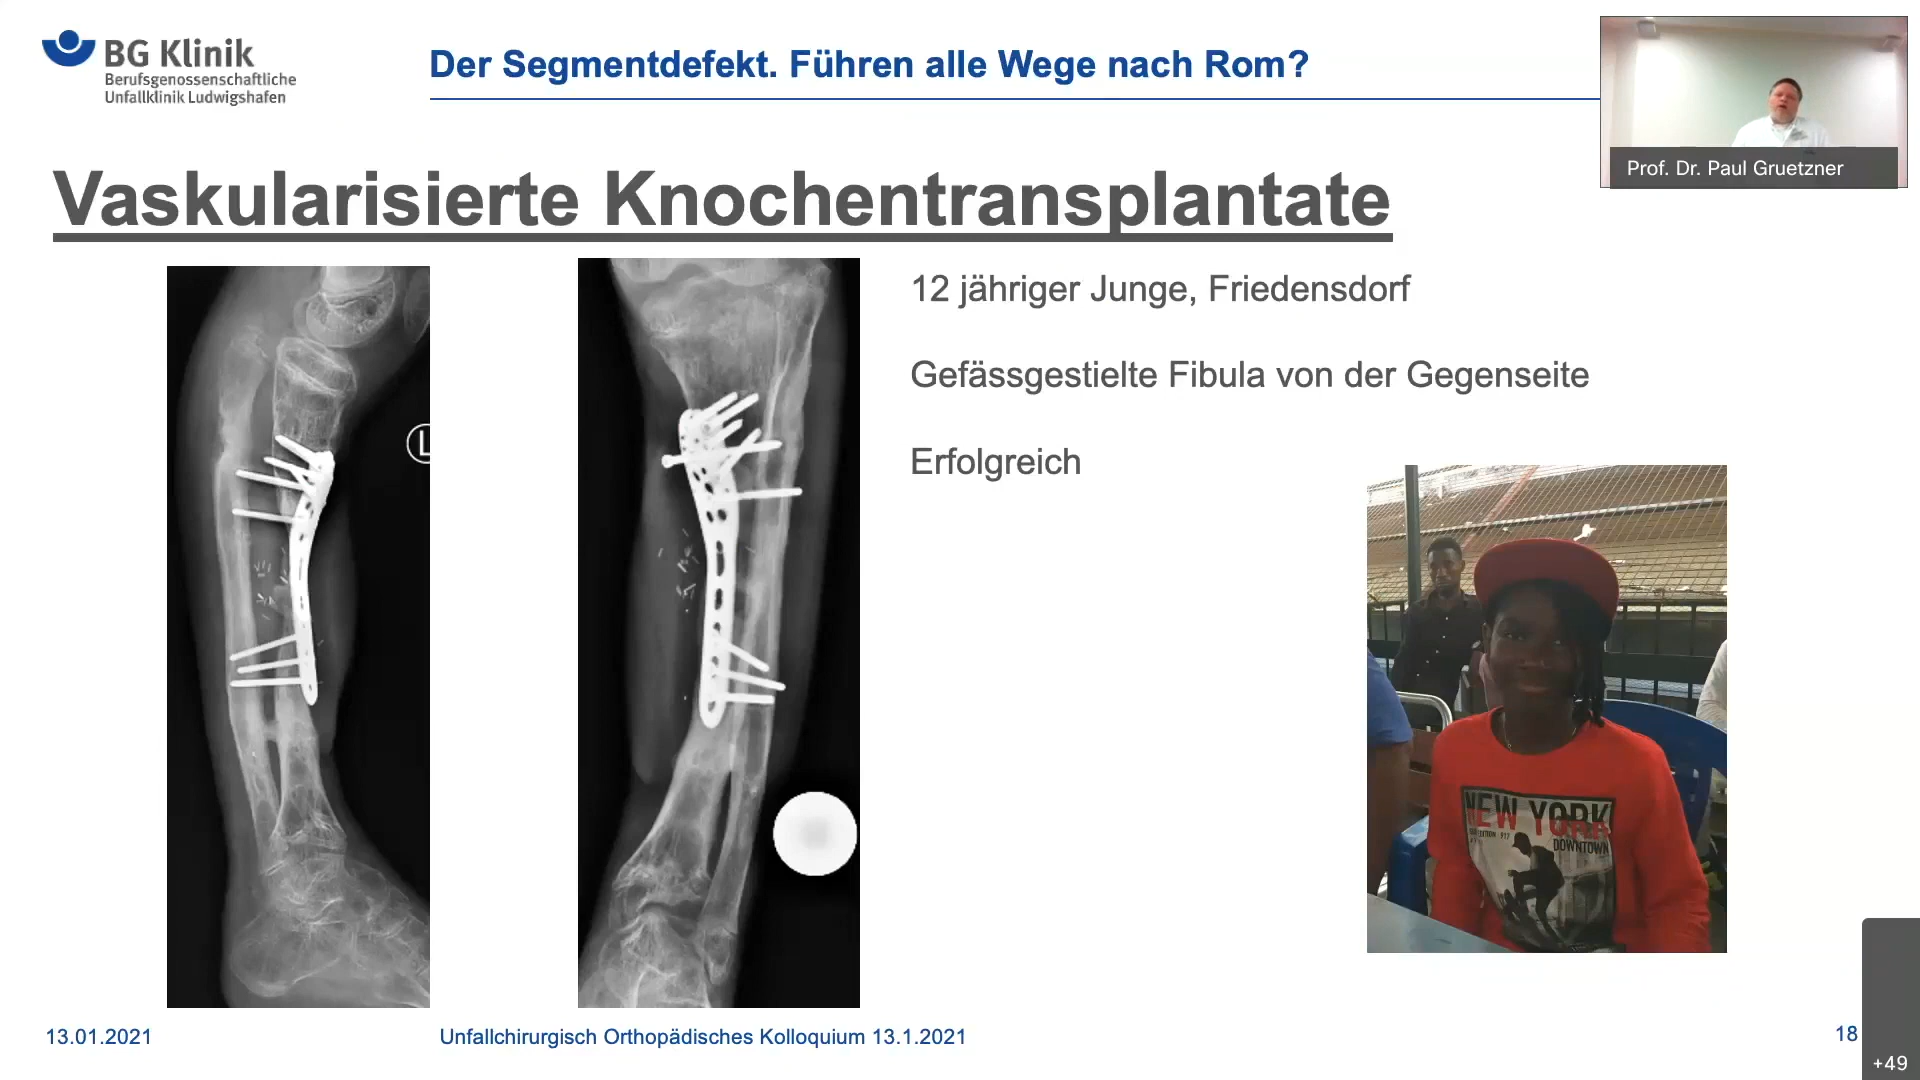 BG Klinik
Berufsgenossenschaftliche
Unfallklinik Ludwigshafen
Der Segmentdefekt. Führen alle Wege nach Rom?
Prof. Dr. Paul Gruetzner
Vaskularisierte Knochentransplantate
12 jähriger Junge, Friedensdorf
Gefässgestielte Fibula von der Gegenseite
Erfolgreich
L
NEW YORK
DOWNTOWN
13.01.2021
Unfallchirurgisch Orthopädisches Kolloquium 13.1.2021
18
+49